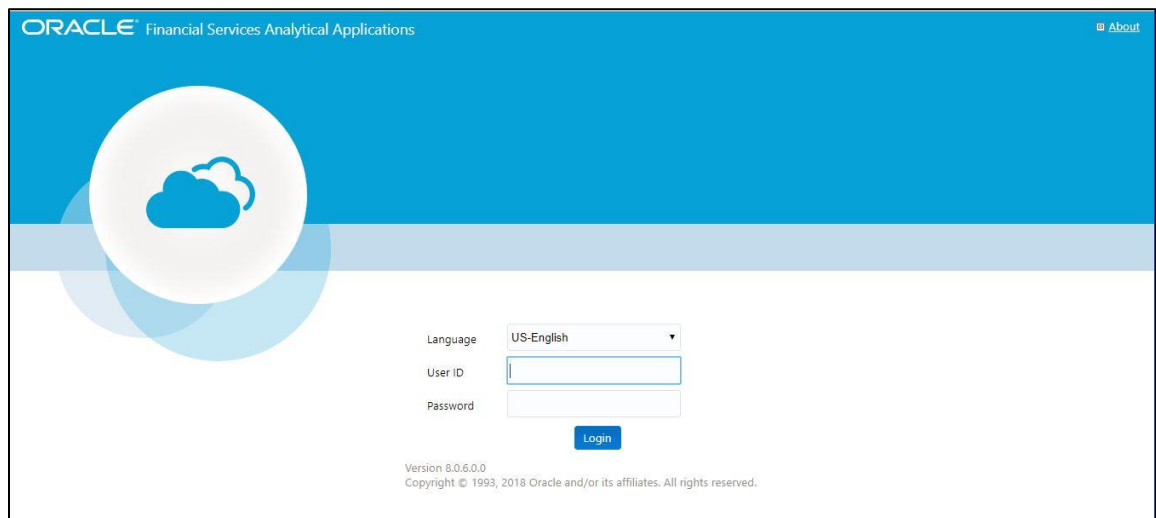 ORACLE® Financial Services Analytical Applications
About
Language US-English
User ID
Password
Login
Version 8.0.6.0.0
Copyright © 1993, 2018 Oracle and/or its affiliates. All rights reserved.